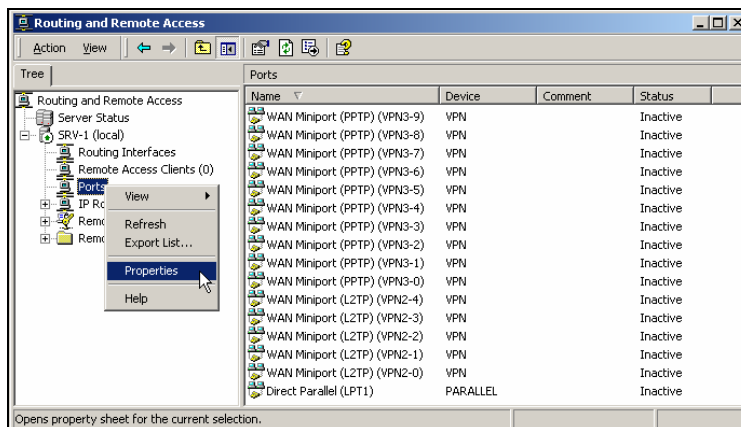 Routing and Remote Access
Action View
Tree
Ports
Routing and Remote Access
Server Status
SRV-1 (local)
Routing Interfaces
Remote Access Clients (0)
Ports
IP Ro
Remo
Remo
View
Refresh
Export List...
Properties
Help
Name Device Comment Status
WAN Miniport (PPTP) (VPN3-9) VPN Inactive
WAN Miniport (PPTP) (VPN3-8) VPN Inactive
WAN Miniport (PPTP) (VPN3-7) VPN Inactive
WAN Miniport (PPTP) (VPN3-6) VPN Inactive
WAN Miniport (PPTP) (VPN3-5) VPN Inactive
WAN Miniport (PPTP) (VPN3-4) VPN Inactive
WAN Miniport (PPTP) (VPN3-3) VPN Inactive
WAN Miniport (PPTP) (VPN3-2) VPN Inactive
WAN Miniport (PPTP) (VPN3-1) VPN Inactive
WAN Miniport (PPTP) (VPN3-0) VPN Inactive
WAN Miniport (L2TP) (VPN2-4) VPN Inactive
WAN Miniport (L2TP) (VPN2-3) VPN Inactive
WAN Miniport (L2TP) (VPN2-2) VPN Inactive
WAN Miniport (L2TP) (VPN2-1) VPN Inactive
WAN Miniport (L2TP) (VPN2-0) VPN Inactive
Direct Parallel (LPT1) PARALLEL Inactive
Opens property sheet for the current selection.